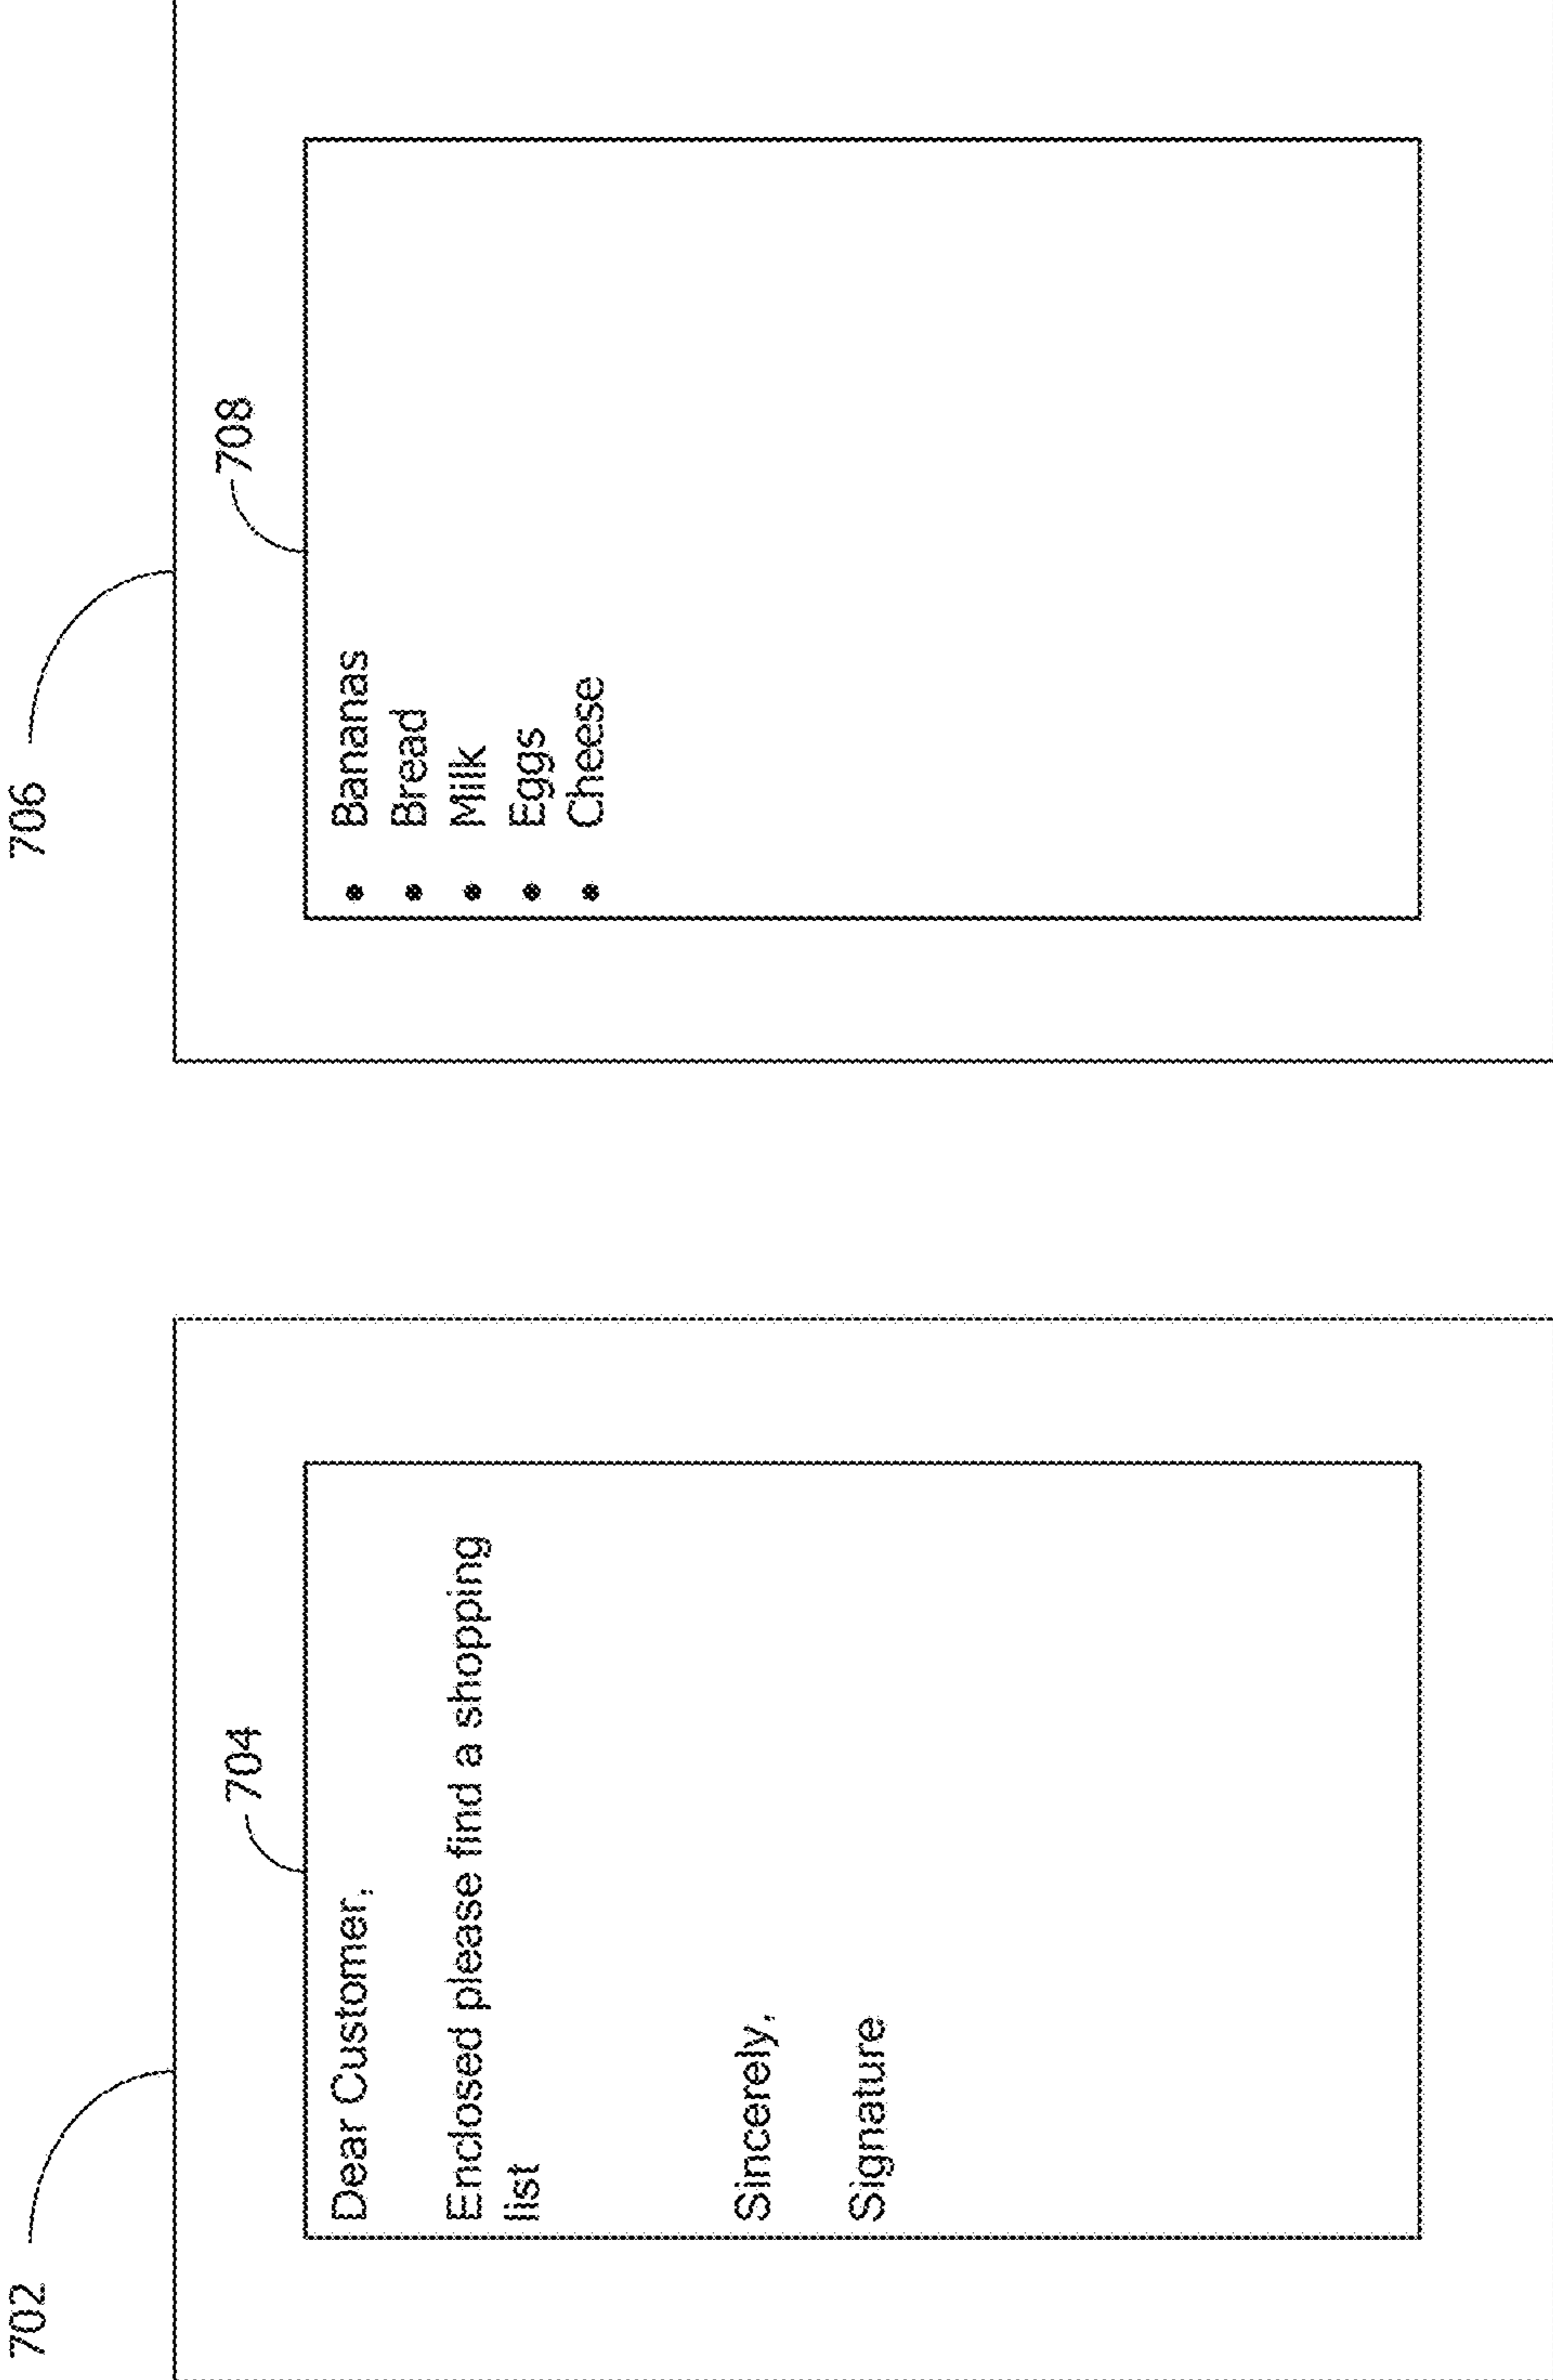 702
704
Dear Customer,
Enclosed please find a shopping
list
Sincerely,
Signature
706
708
• Bananas
• Bread
• Milk
• Eggs
• Cheese